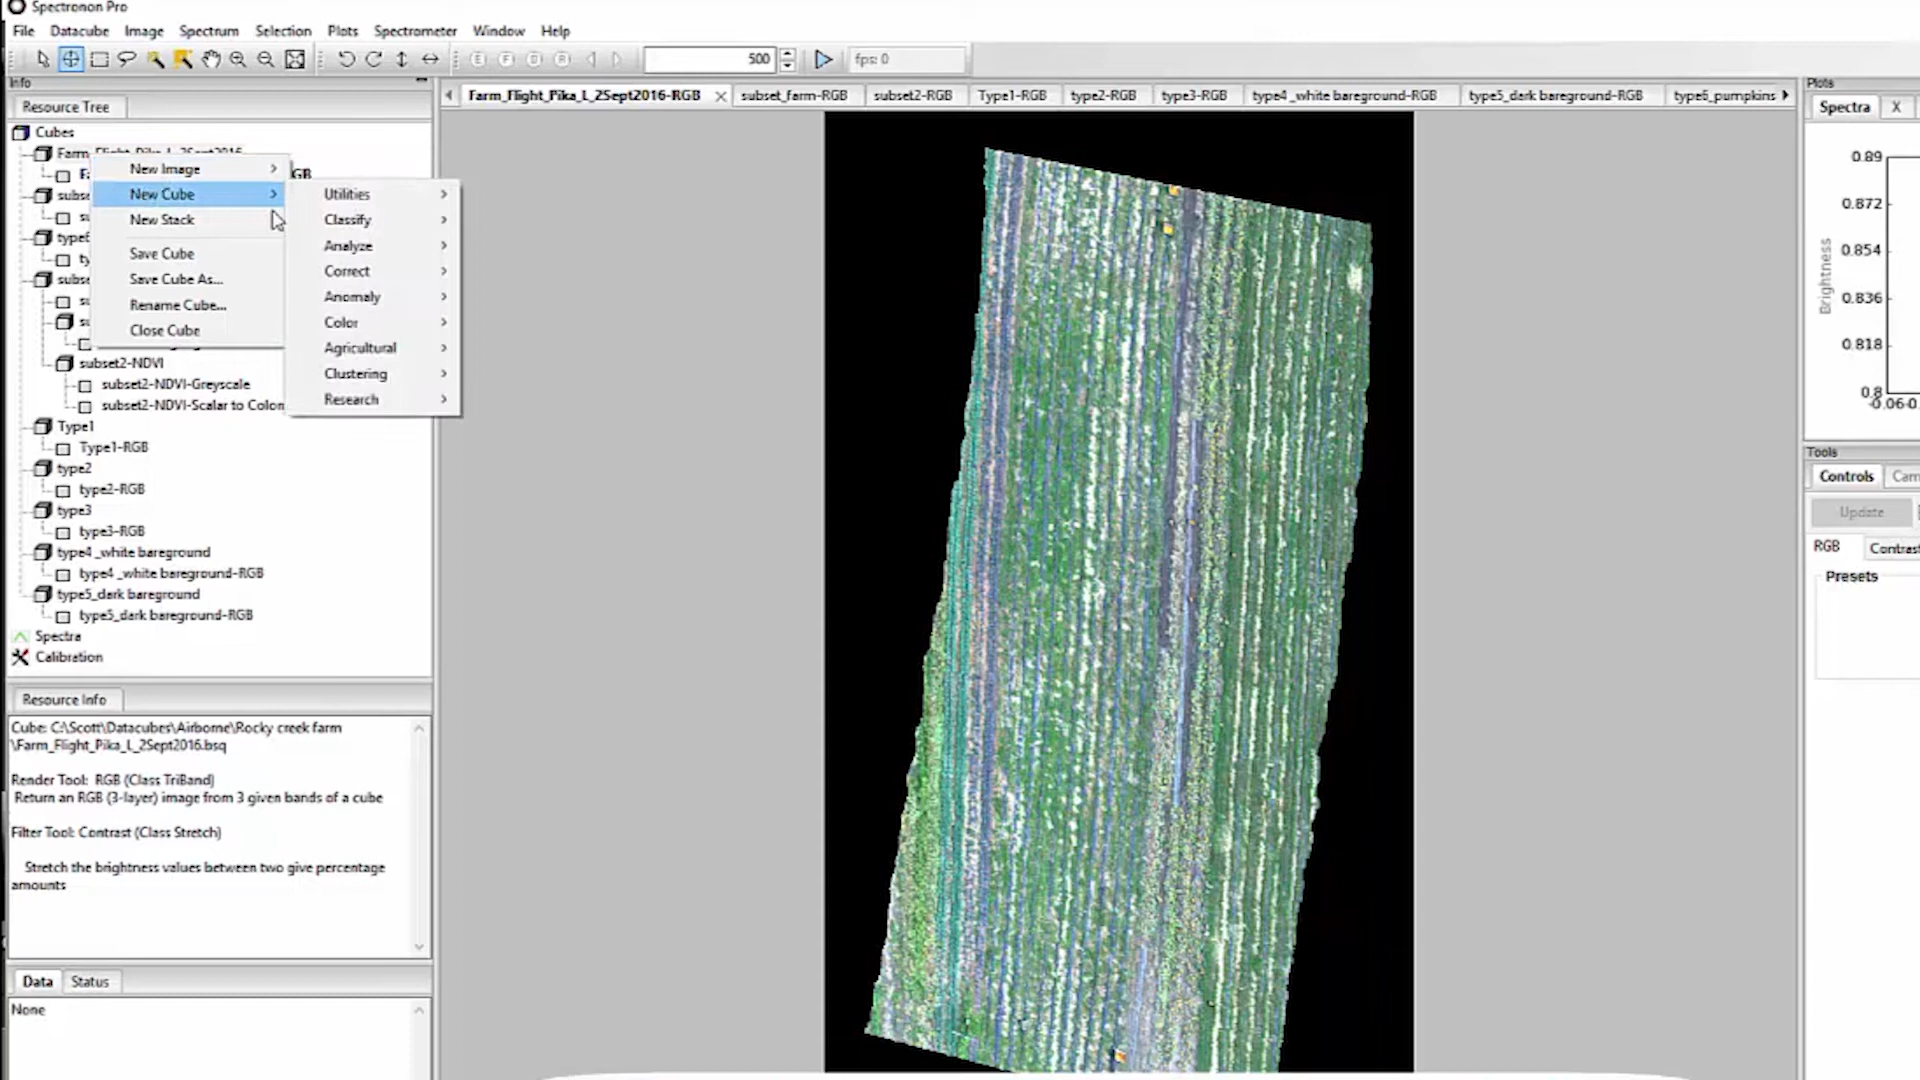 Spectronon Pro
File Datacube Image Spectrum Selection Plots Spectrometer Window Help
500 fps: 0
Info
Resource Tree
Farm_Flight_Pika_L_2Sept2016-RGB subset_farm-RGB subset2-RGB Type1-RGB type2-RGB type3-RGB type4_white bareground-RGB type5_dark bareground-RGB type6_pumpkins
Cubes
Farm_Flight_Pika_L_2Sept2016
GB
New Image
New Cube
New Stack
Save Cube
Save Cube As...
Rename Cube...
Close Cube
Utilities
Classify
Analyze
Correct
Anomaly
Color
Agricultural
Clustering
Research
subset2-NDVI
subset2-NDVI-Greyscale
subset2-NDVI-Scalar to Color
Type1
Type1-RGB
type2
type2-RGB
type3
type3-RGB
type4_white bareground
type4_white bareground-RGB
type5_dark bareground
type5_dark bareground-RGB
Spectra
Calibration
Resource Info
Cube: C:\Scott\Datacubes\Airborne\Rocky creek farm
\Farm_Flight_Pika_L_2Sept2016.bsq
Render Tool: RGB (Class TriBand)
Return an RGB (3-layer) image from 3 given bands of a cube
Filter Tool: Contrast (Class Stretch)
Stretch the brightness values between two give percentage
amounts
Data Status
None
Plots
Spectra X
0.89
0.872
0.854
0.836
0.818
0.8
Brightness
-0.06
Tools
Controls
Update
RGB Contrast
Presets